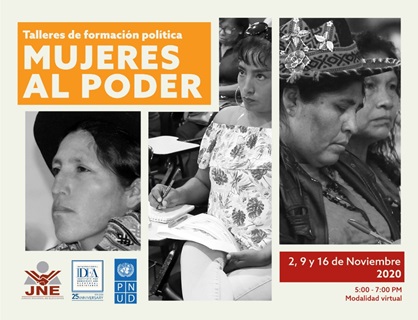 Talleres de formación política
MUJERES
AL PODER
2, 9 y 16 de Noviembre
2020
5:00 - 7:00 PM
Modalidad virtual
JNE
IDEA
25 ANNIVERSARY
P N
U D